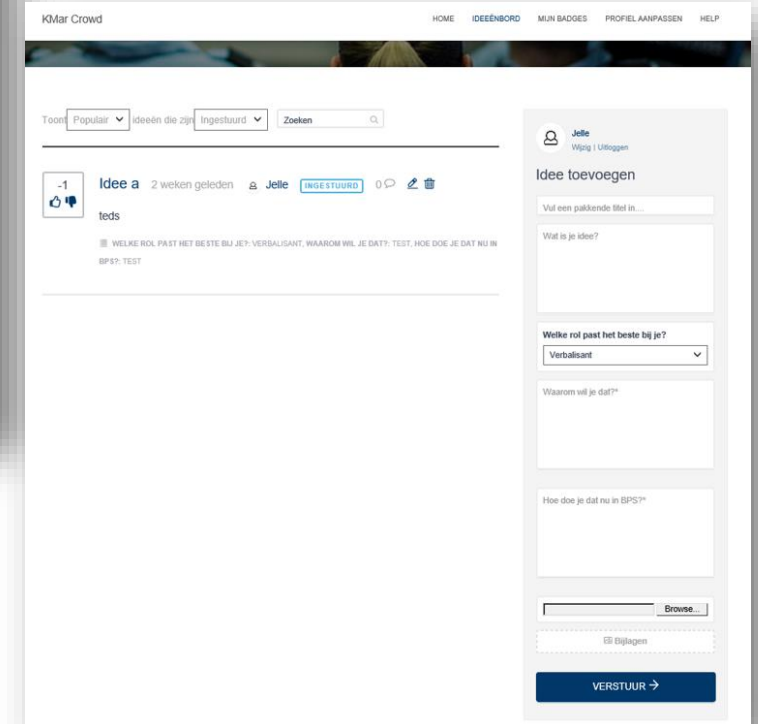 KMar Crowd
HOME IDEEËNBORD MIJN BADGES PROFIEL AANPASSEN HELP
Toont Populair ideeën die zijn Ingestuurd Zoeken
-1
Idee a 2 weken geleden Jelle INGESTUURD 0
teds
WELKE ROL PAST HET BESTE BIJ JE?: VERBALISANT, WAAROM WIL JE DAT?: TEST, HOE DOE JE DAT NU IN
BPS?: TEST
Jelle
Wijzig | Uitloggen
Idee toevoegen
Vul een pakkende titel in...
Wat is je idee?
Welke rol past het beste bij je?
Verbalisant
Waarom wil je dat?*
Hoe doe je dat nu in BPS?*
Browse...
Bijlagen
VERSTUUR →